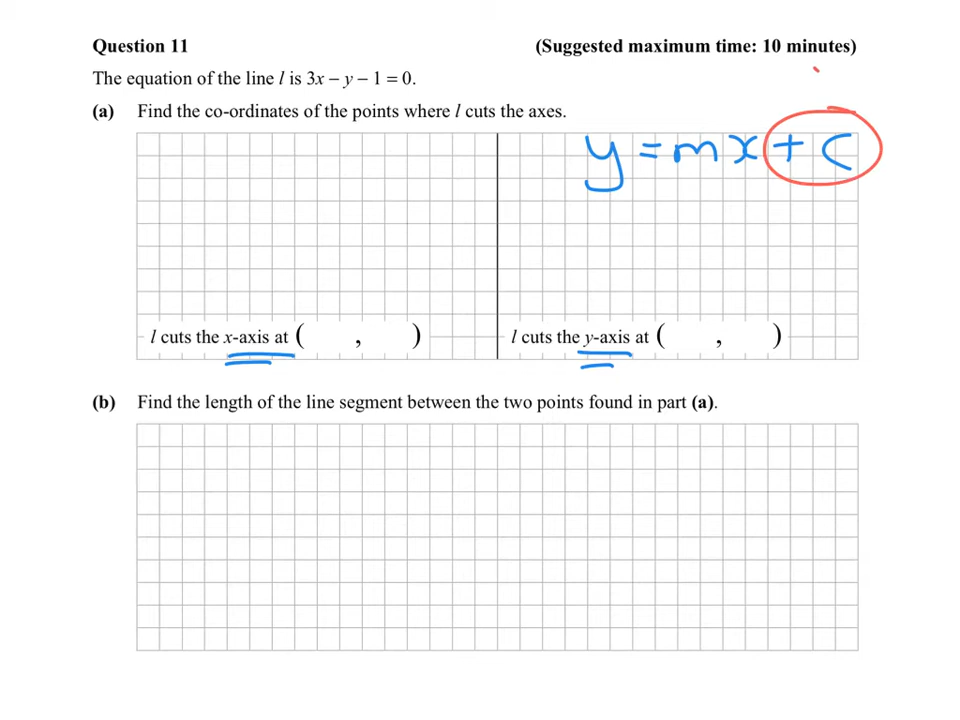 Question 11 (Suggested maximum time: 10 minutes)
The equation of the line l is 3x − y − 1 = 0.
(a) Find the co-ordinates of the points where l cuts the axes.
y = mx + c
l cuts the x-axis at ( , ) l cuts the y-axis at ( , )
(b) Find the length of the line segment between the two points found in part (a).